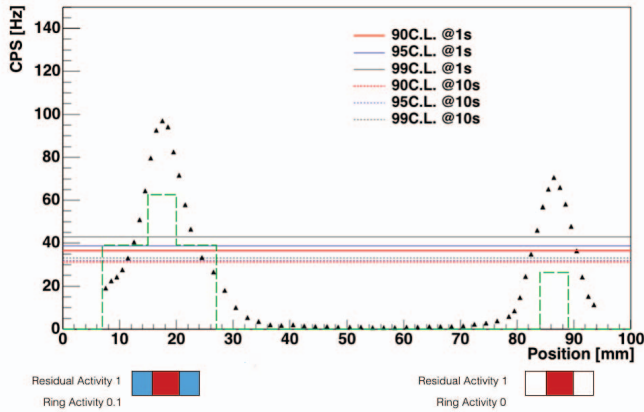 CPS [Hz]
140
120
100
80
60
40
20
0
90C.L. @1s
95C.L. @1s
99C.L. @1s
90C.L. @10s
95C.L. @10s
99C.L. @10s
0 10 20 30 40 50 60 70 80 90 100
Position [mm]
Residual Activity 1
Ring Activity 0.1
Residual Activity 1
Ring Activity 0